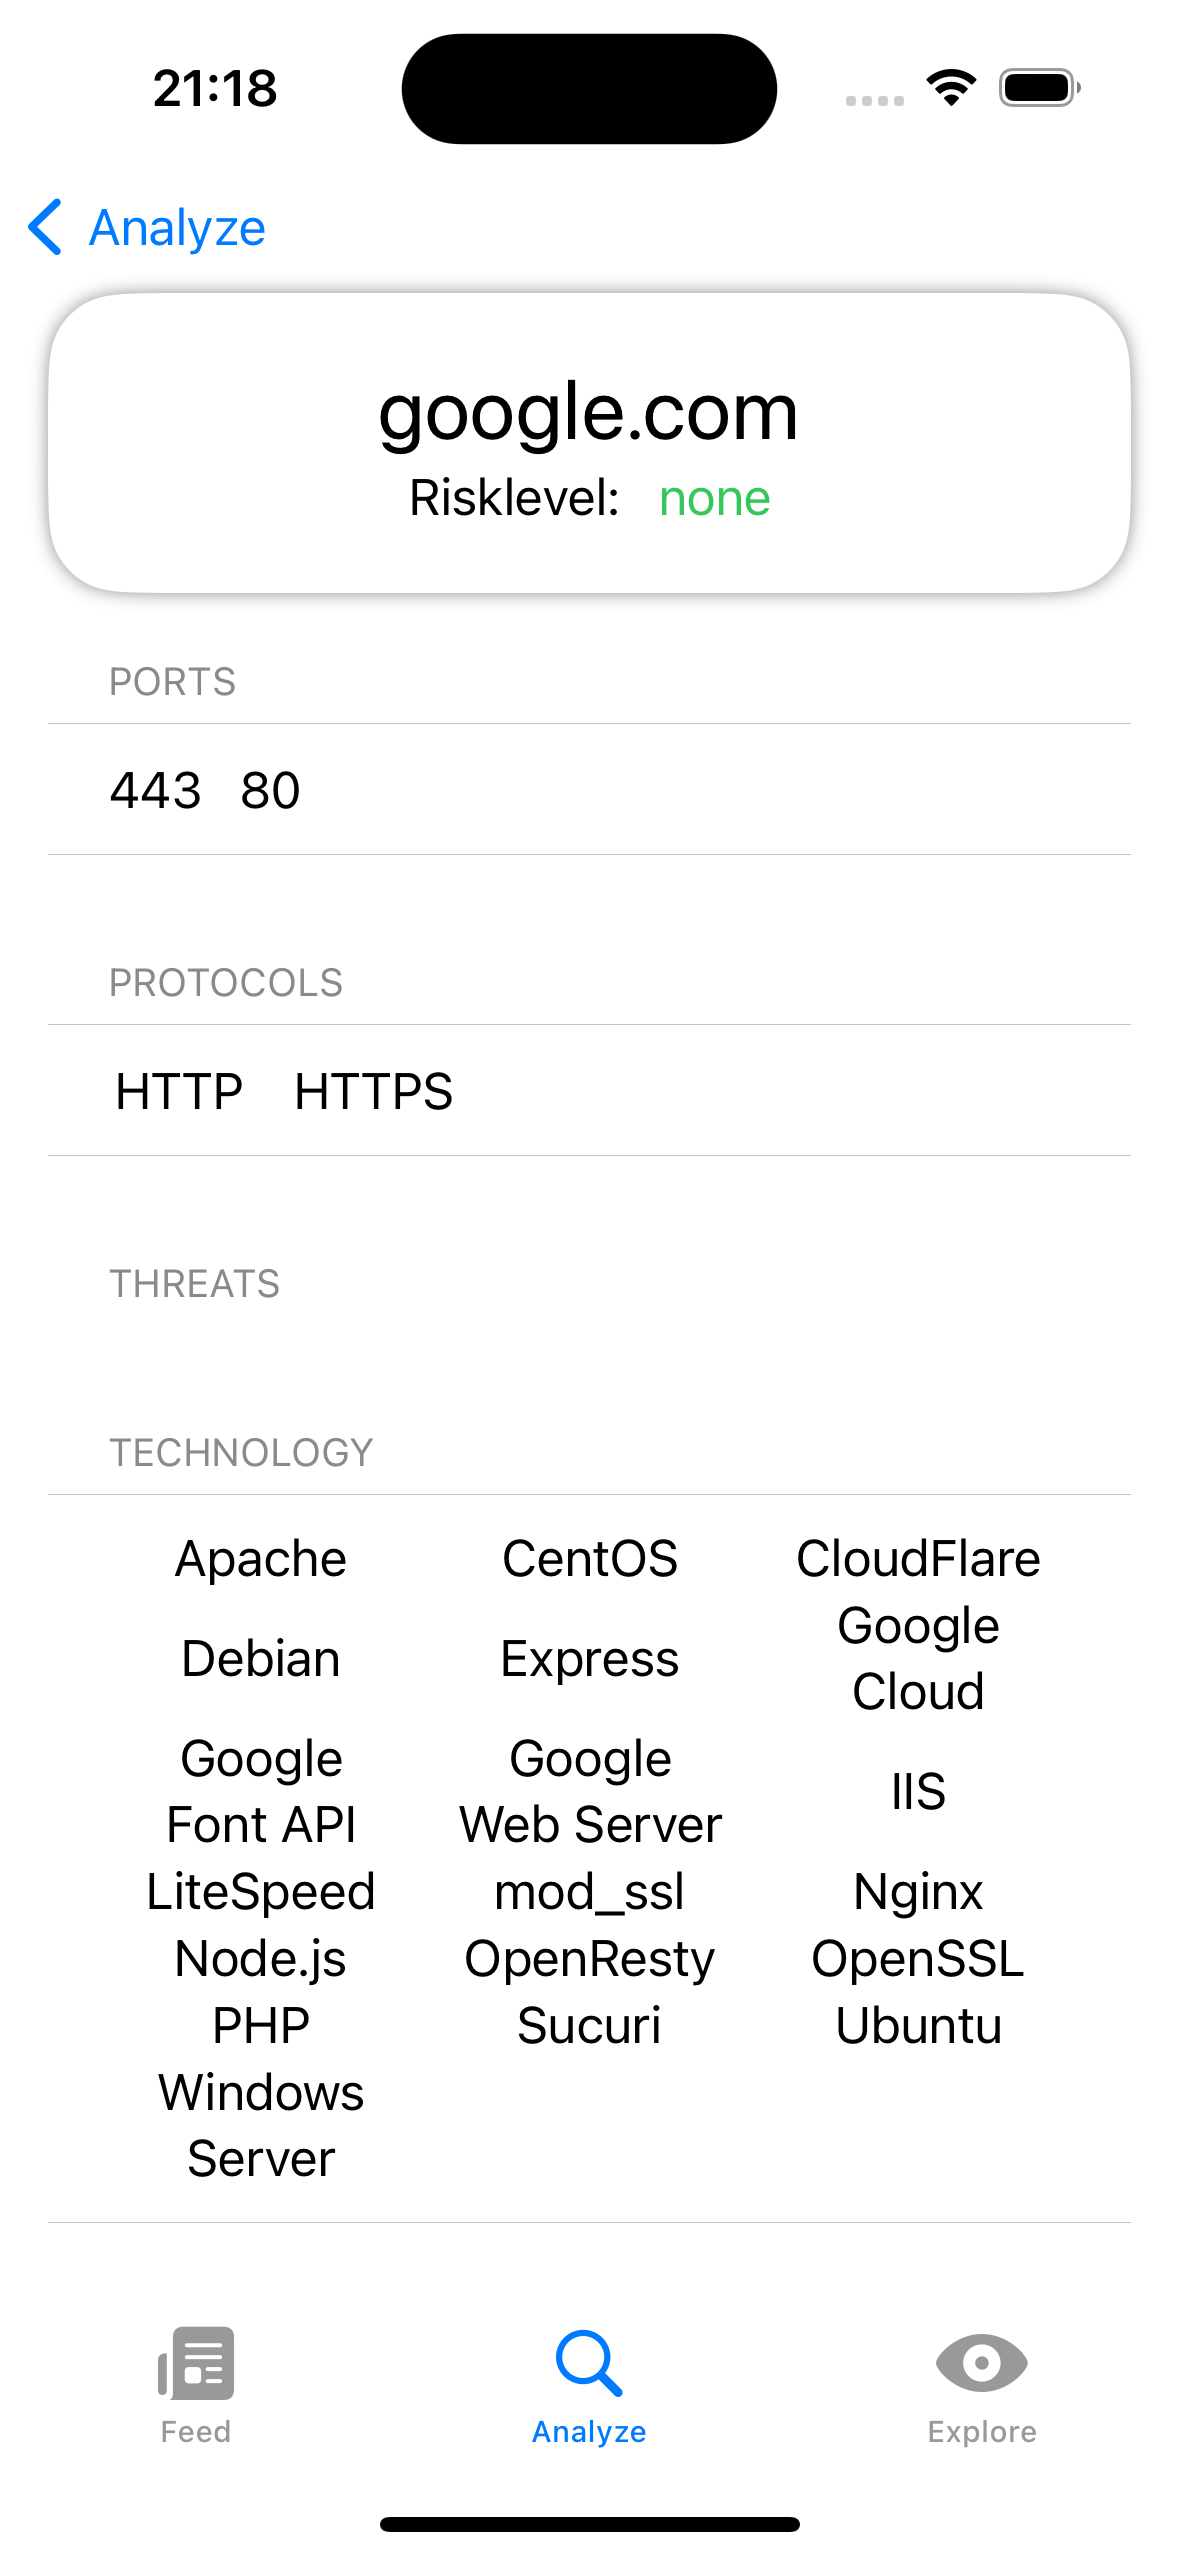 21:18
Analyze
google.com
Risklevel: none
PORTS
443 80
PROTOCOLS
HTTP HTTPS
THREATS
TECHNOLOGY
Apache CentOS CloudFlare
Debian Express Google Cloud
Google Font API Google Web Server IIS
LiteSpeed mod_ssl Nginx
Node.js OpenResty OpenSSL
PHP Sucuri Ubuntu
Windows Server
Feed Analyze Explore